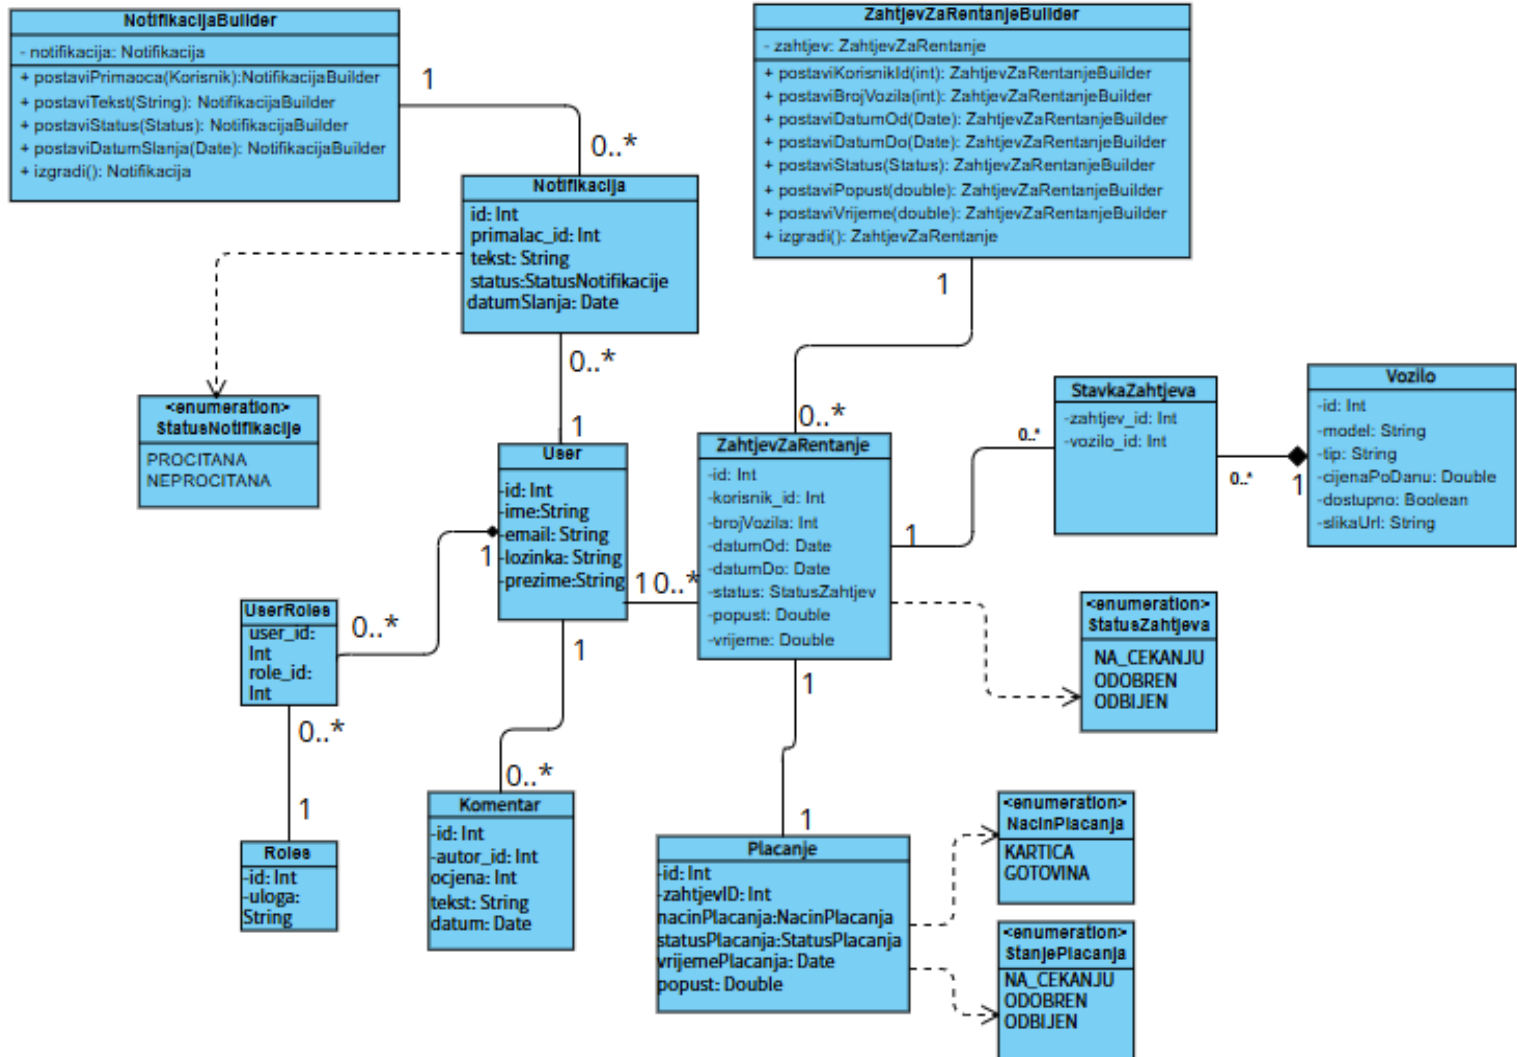 NotifikacijaBuilder
- notifikacija: Notifikacija
+ postaviPrimaoca(Korisnik):NotifikacijaBuilder
+ postaviTekst(String): NotifikacijaBuilder
+ postaviStatus(Status): NotifikacijaBuilder
+ postaviDatumSlanja(Date): NotifikacijaBuilder
+ izgradi(): Notifikacija
1
0..*
ZahtjevZaRentanjeBuilder
- zahtjev: ZahtjevZaRentanje
+ postaviKorisnikId(int): ZahtjevZaRentanjeBuilder
+ postaviBrojVozila(int): ZahtjevZaRentanjeBuilder
+ postaviDatumOd(Date): ZahtjevZaRentanjeBuilder
+ postaviDatumDo(Date): ZahtjevZaRentanjeBuilder
+ postaviStatus(Status): ZahtjevZaRentanjeBuilder
+ postaviPopust(double): ZahtjevZaRentanjeBuilder
+ postaviVrijeme(double): ZahtjevZaRentanjeBuilder
+ izgradi(): ZahtjevZaRentanje
1
0..*
Notifikacija
id: Int
primalac_id: Int
tekst: String
status:StatusNotifikacije
datumSlanja: Date
0..*
1
<enumeration>
StatusNotifikacije
PROCITANA
NEPROCITANA
User
-id: Int
-ime:String
-email: String
-lozinka: String
-prezime:String
1
1
0..*
1
ZahtjevZaRentanje
-id: Int
-korisnik_id: Int
-brojVozila: Int
-datumOd: Date
-datumDo: Date
-status: StatusZahtjev
-popust: Double
-vrijeme: Double
1
0..*
1
StavkaZahtjeva
-zahtjev_id: Int
-vozilo_id: Int
0..*
1
Vozilo
-id: Int
-model: String
-tip: String
-cijenaPoDanu: Double
-dostupno: Boolean
-slikaUrl: String
<enumeration>
StatusZahtjeva
NA_CEKANJU
ODOBREN
ODBIJEN
UserRoles
user_id:
Int
role_id:
Int
0..*
0..*
1
Roles
-id: Int
-uloga:
String
0..*
Komentar
-id: Int
-autor_id: Int
ocjena: Int
tekst: String
datum: Date
1
Placanje
-id: Int
-zahtjevID: Int
nacinPlacanja:NacinPlacanja
statusPlacanja:StatusPlacanja
vrijemePlacanja: Date
popust: Double
<enumeration>
NacinPlacanja
KARTICA
GOTOVINA
<enumeration>
StanjePlacanja
NA_CEKANJU
ODOBREN
ODBIJEN